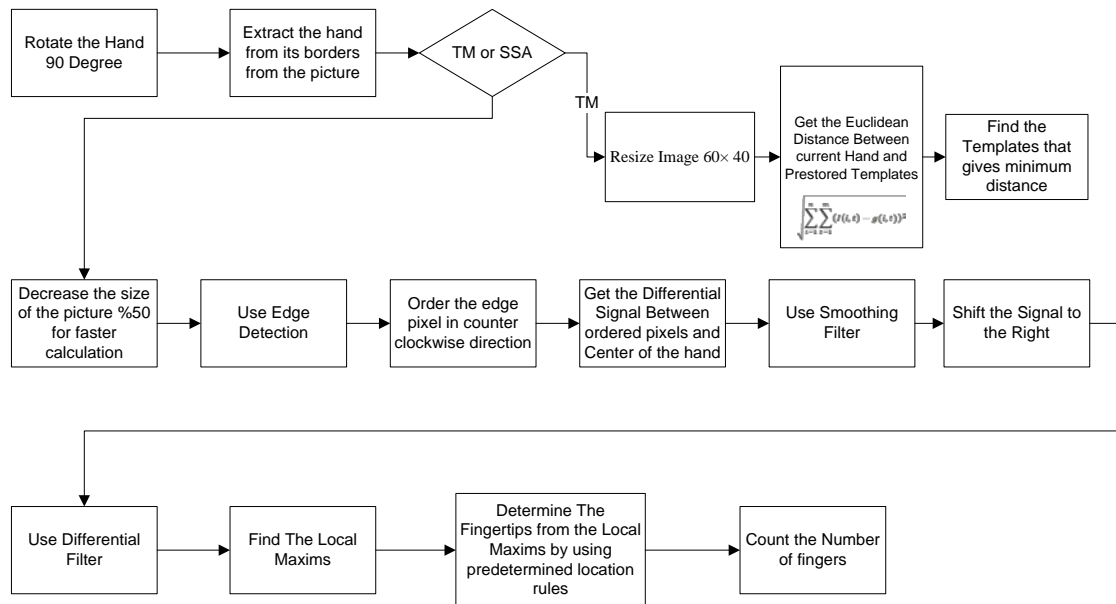 Rotate the Hand
90 Degree
Extract the hand
from its borders
from the picture
TM or SSA
TM
Resize Image 60× 40
Get the Euclidean
Distance Between
current Hand and
Prestored Templates
Find the
Templates that
gives minimum
distance
Decrease the size
of the picture %50
for faster
calculation
Use Edge
Detection
Order the edge
pixel in counter
clockwise direction
Get the Differential
Signal Between
ordered pixels and
Center of the hand
Use Smoothing
Filter
Shift the Signal to
the Right
Use Differential
Filter
Find The Local
Maxims
Determine The
Fingertips from the Local
Maxims by using
predetermined location
rules
Count the Number
of fingers